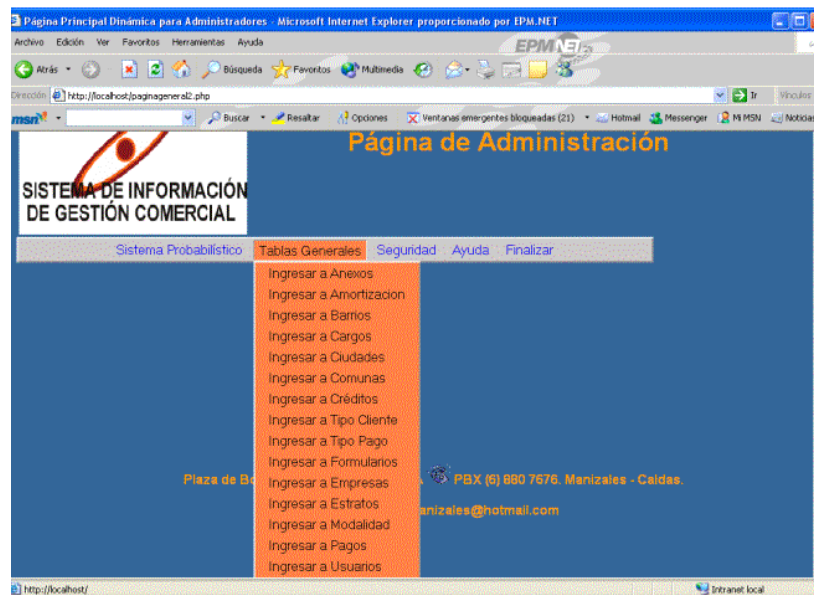 Página Principal Dinámica para Administradores - Microsoft Internet Explorer proporcionado por EPM.NET
Archivo Edición Ver Favoritos Herramientas Ayuda
EPM.NET
Atrás Búsqueda Favoritos Multimedia
Dirección http://localhost/paginageneral2.php Ir Vínculos
msn Buscar Resaltar Opciones Ventanas emergentes bloqueadas (21) Hotmail Messenger Mi MSN Noticias
Página de Administración
SISTEMA DE INFORMACIÓN
DE GESTIÓN COMERCIAL
Sistema Probabilístico Tablas Generales Seguridad Ayuda Finalizar
Ingresar a Anexos
Ingresar a Amortizacion
Ingresar a Barrios
Ingresar a Cargos
Ingresar a Ciudades
Ingresar a Comunas
Ingresar a Créditos
Ingresar a Tipo Cliente
Ingresar a Tipo Pago
Ingresar a Formularios
Ingresar a Empresas
Ingresar a Estratos
Ingresar a Modalidad
Ingresar a Pagos
Ingresar a Usuarios
Plaza de Bo PBX (6) 880 7676. Manizales - Caldas.
anizales@hotmail.com
http://localhost/ Intranet local